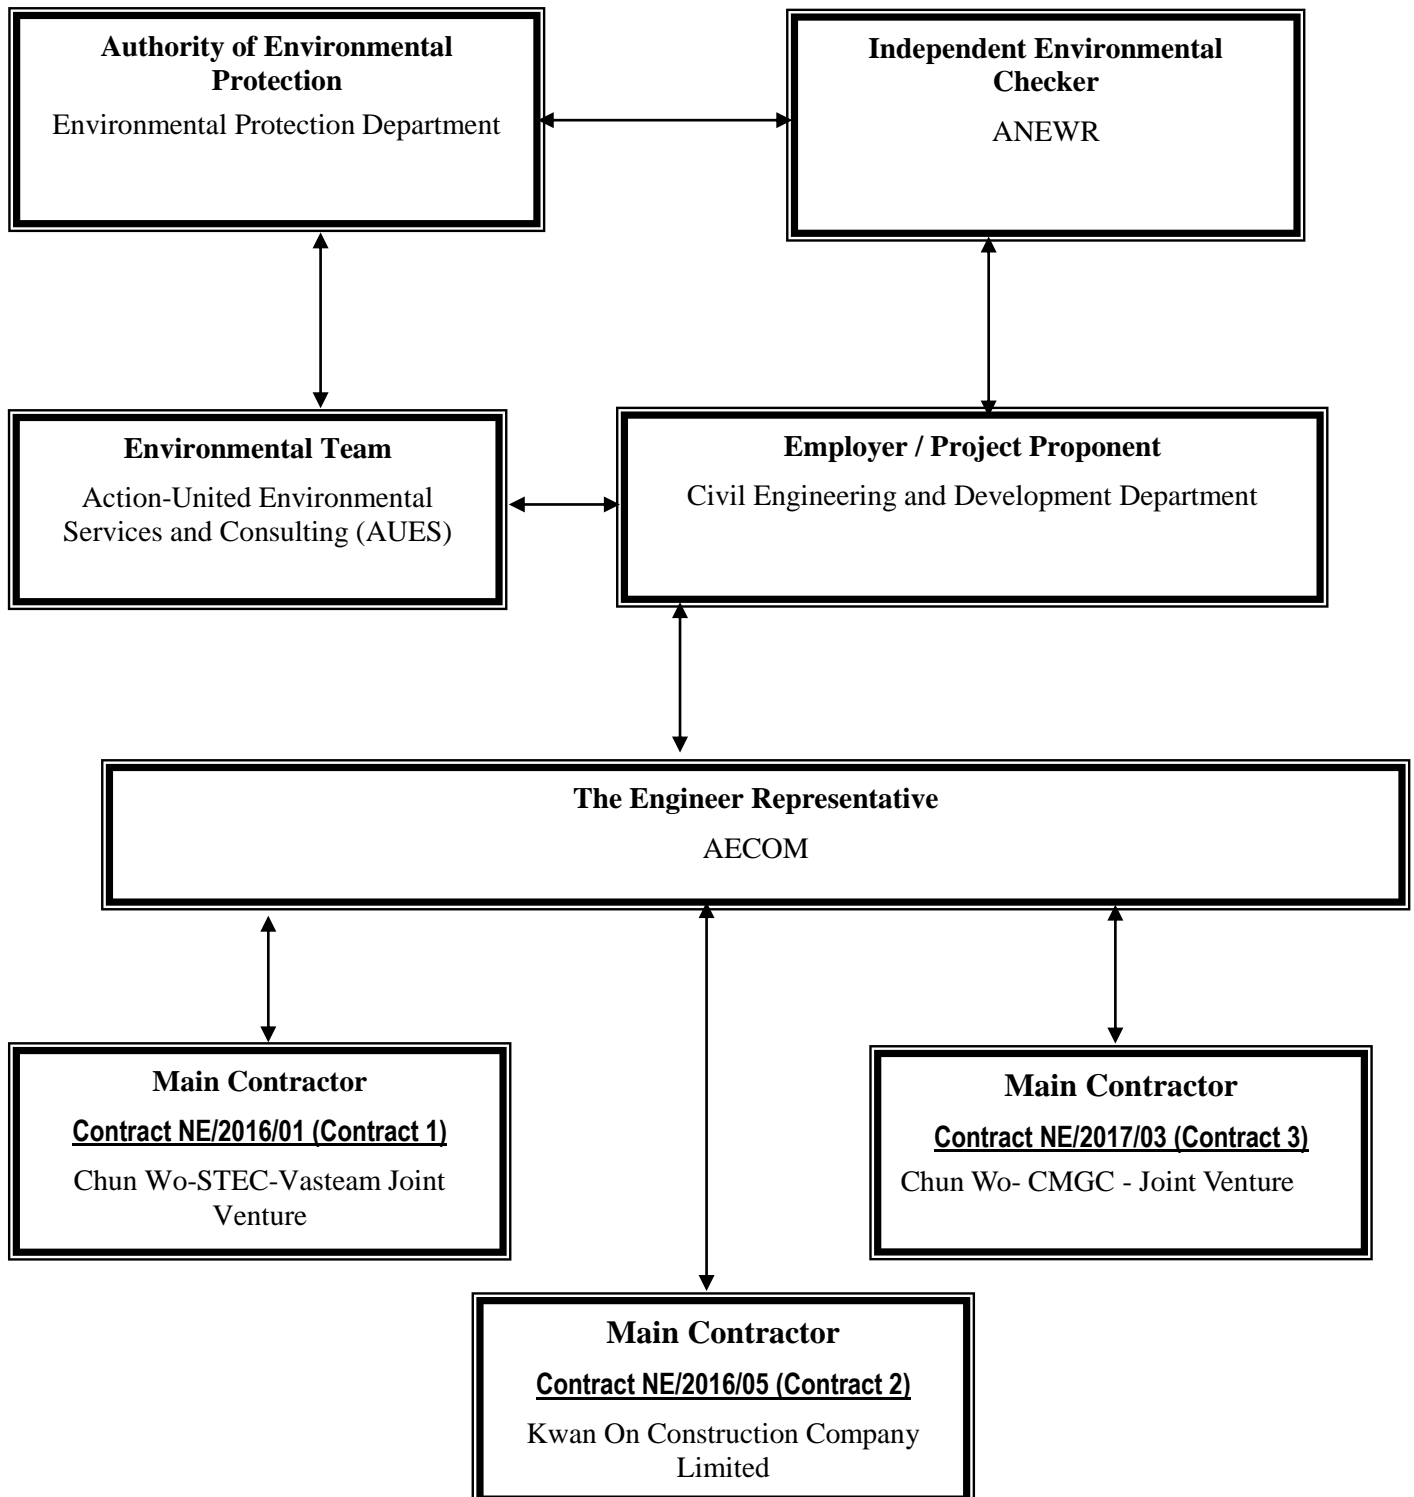 Authority of Environmental
Protection
Environmental Protection Department
Independent Environmental
Checker
ANEWR
Environmental Team
Action-United Environmental
Services and Consulting (AUES)
Employer / Project Proponent
Civil Engineering and Development Department
The Engineer Representative
AECOM
Main Contractor
Contract NE/2016/01 (Contract 1)
Chun Wo-STEC-Vasteam Joint
Venture
Main Contractor
Contract NE/2017/03 (Contract 3)
Chun Wo- CMGC - Joint Venture
Main Contractor
Contract NE/2016/05 (Contract 2)
Kwan On Construction Company
Limited